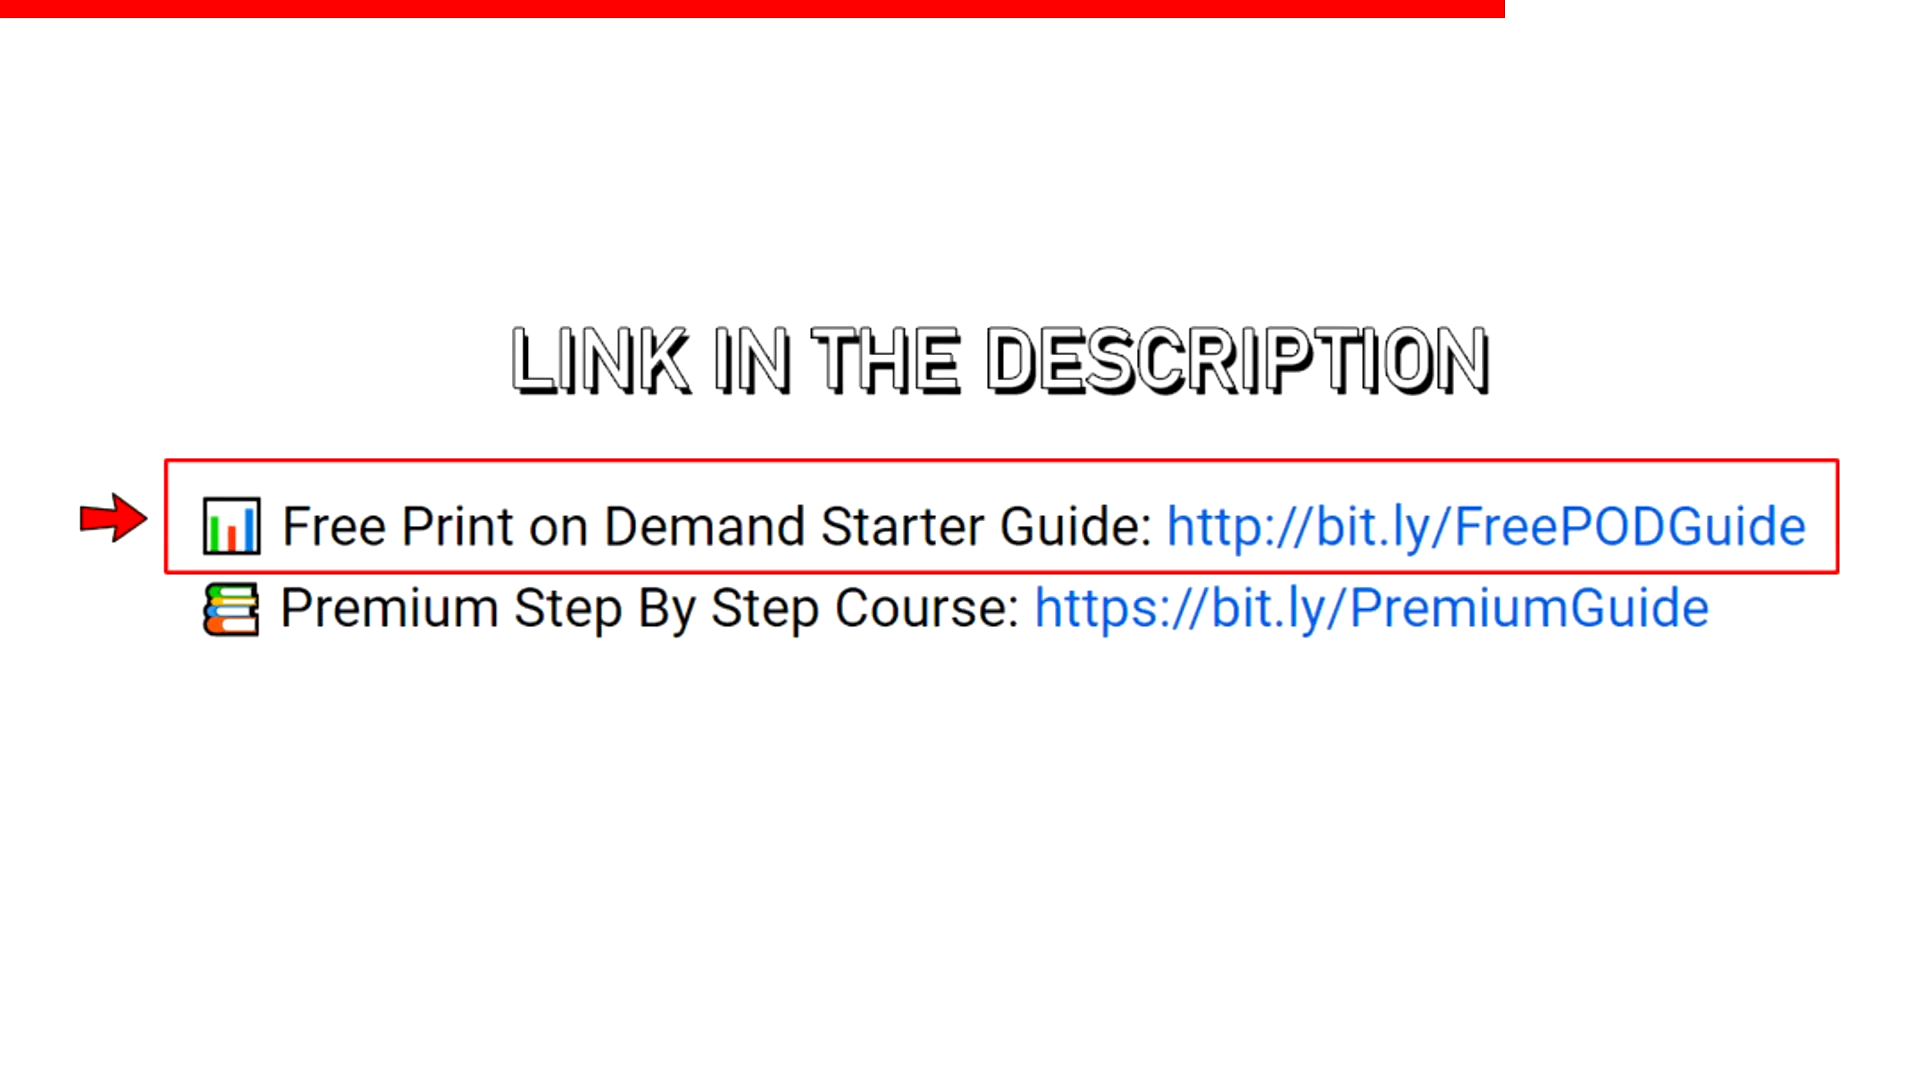 LINK IN THE DESCRIPTION
Free Print on Demand Starter Guide: http://bit.ly/FreePODGuide
Premium Step By Step Course: https://bit.ly/PremiumGuide